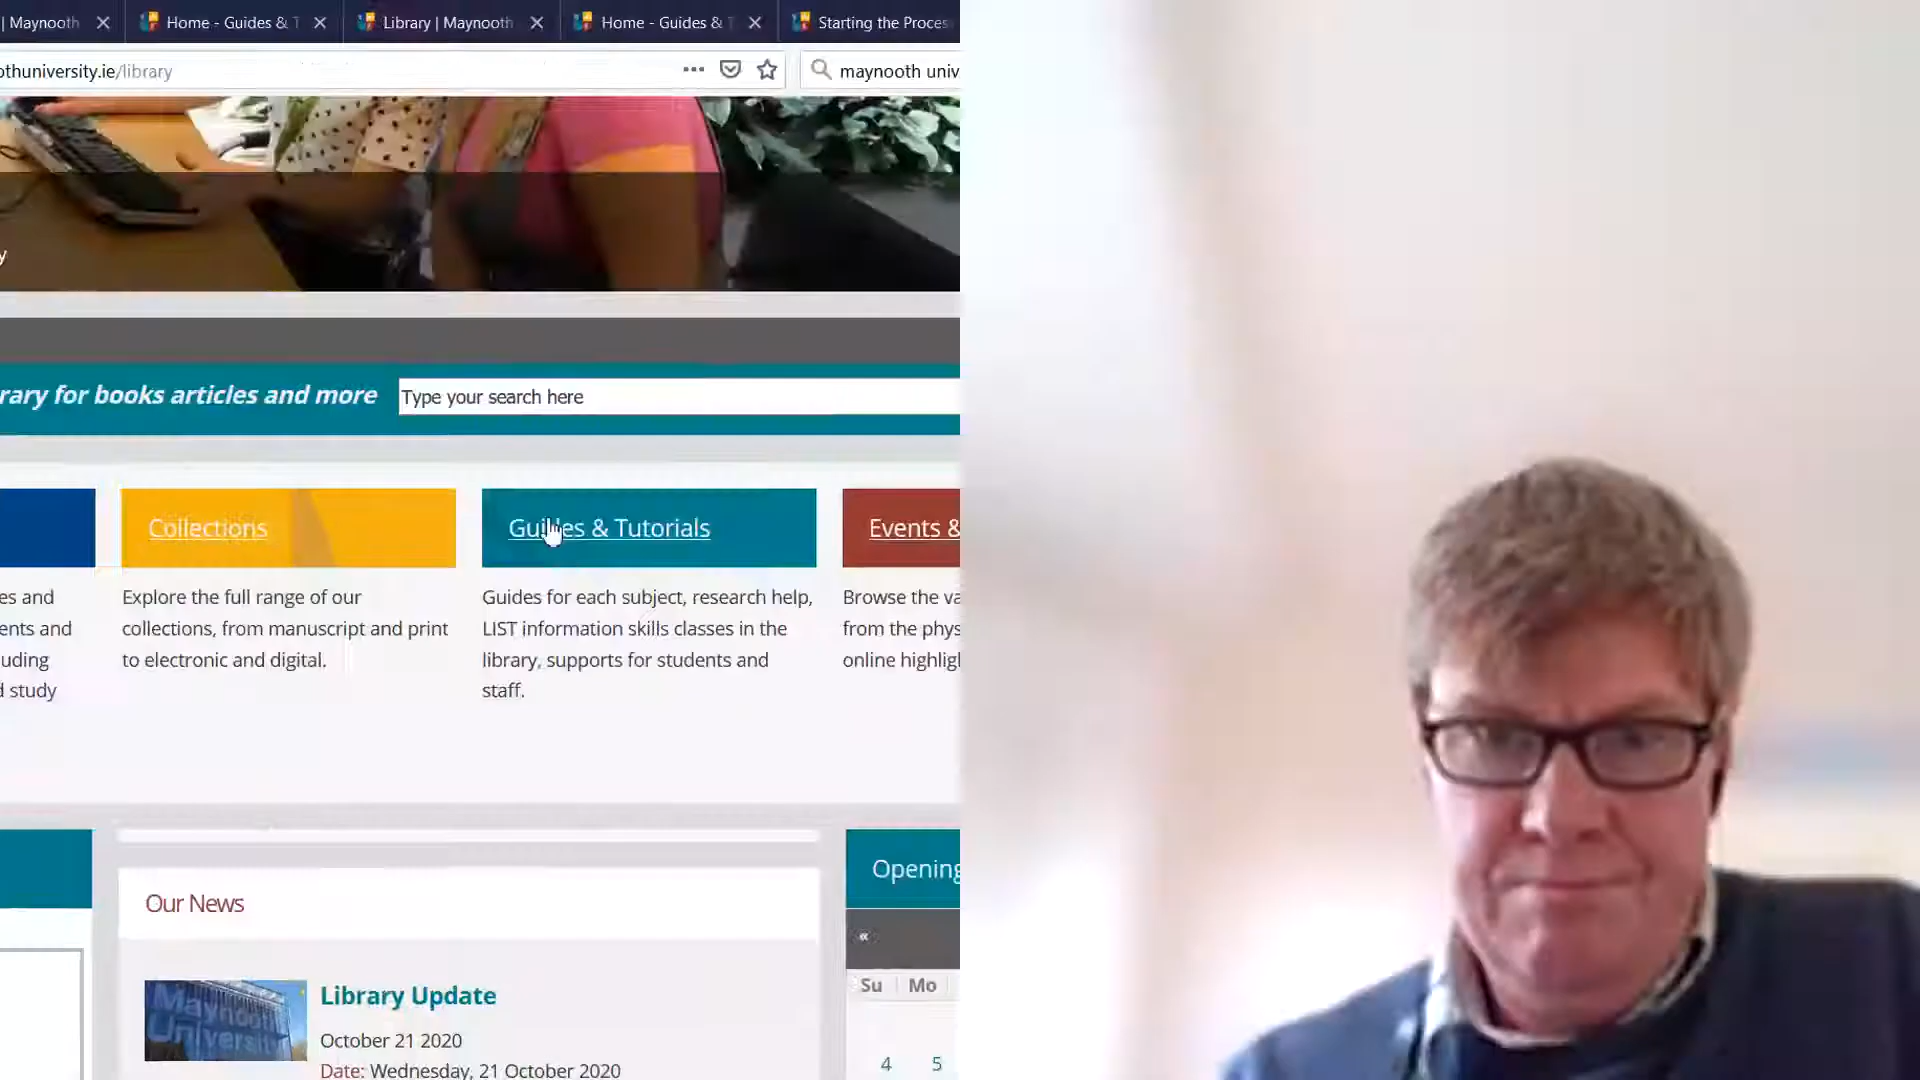 | Maynooth
Home - Guides & T
Library | Maynooth
Home - Guides & T
Starting the Proces
othuniversity.ie/library
maynooth univ
y
rary for books articles and more
Type your search here
Collections
Guides & Tutorials
Events &
es and
ents and
uding
d study
Explore the full range of our
collections, from manuscript and print
to electronic and digital.
Guides for each subject, research help,
LIST information skills classes in the
library, supports for students and
staff.
Browse the va
from the phys
online highligh
Our News
Maynooth
University
Library Update
October 21 2020
Date: Wednesday, 21 October 2020
Opening
«
Su Mo
4 5